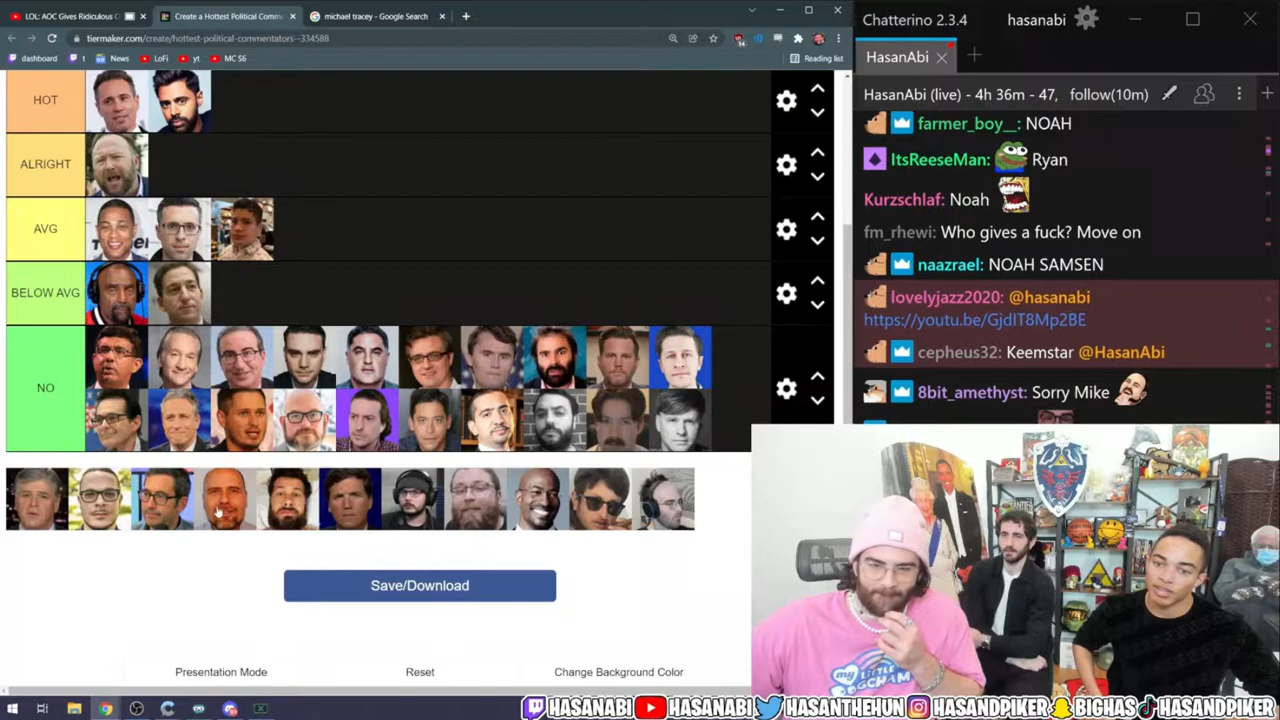 LOL: AOC Gives Ridiculous C
Create a Hottest Political Comm
michael tracey - Google Search
tiermaker.com/create/hottest-political-commentators--334588
14
dashboard
t
News
LoFi
yt
MC S6
Reading list
HOT
ALRIGHT
AVG
BELOW AVG
NO
Save/Download
Presentation Mode
Reset
Change Background Color
Chatterino 2.3.4
hasanabi
HasanAbi
HasanAbi (live) - 4h 36m - 47, follow(10m)
farmer_boy__: NOAH
ItsReeseMan: Ryan
Kurzschlaf: Noah
fm_rhewi: Who gives a fuck? Move on
naazrael: NOAH SAMSEN
lovelyjazz2020: @hasanabi
https://youtu.be/GjdIT8Mp2BE
cepheus32: Keemstar @HasanAbi
8bit_amethyst: Sorry Mike
my LITTLE
POGCHAM
HASANABI HASANABI HASANTHEHUN HASANDPIKER BIGHAS HASANDPIKER